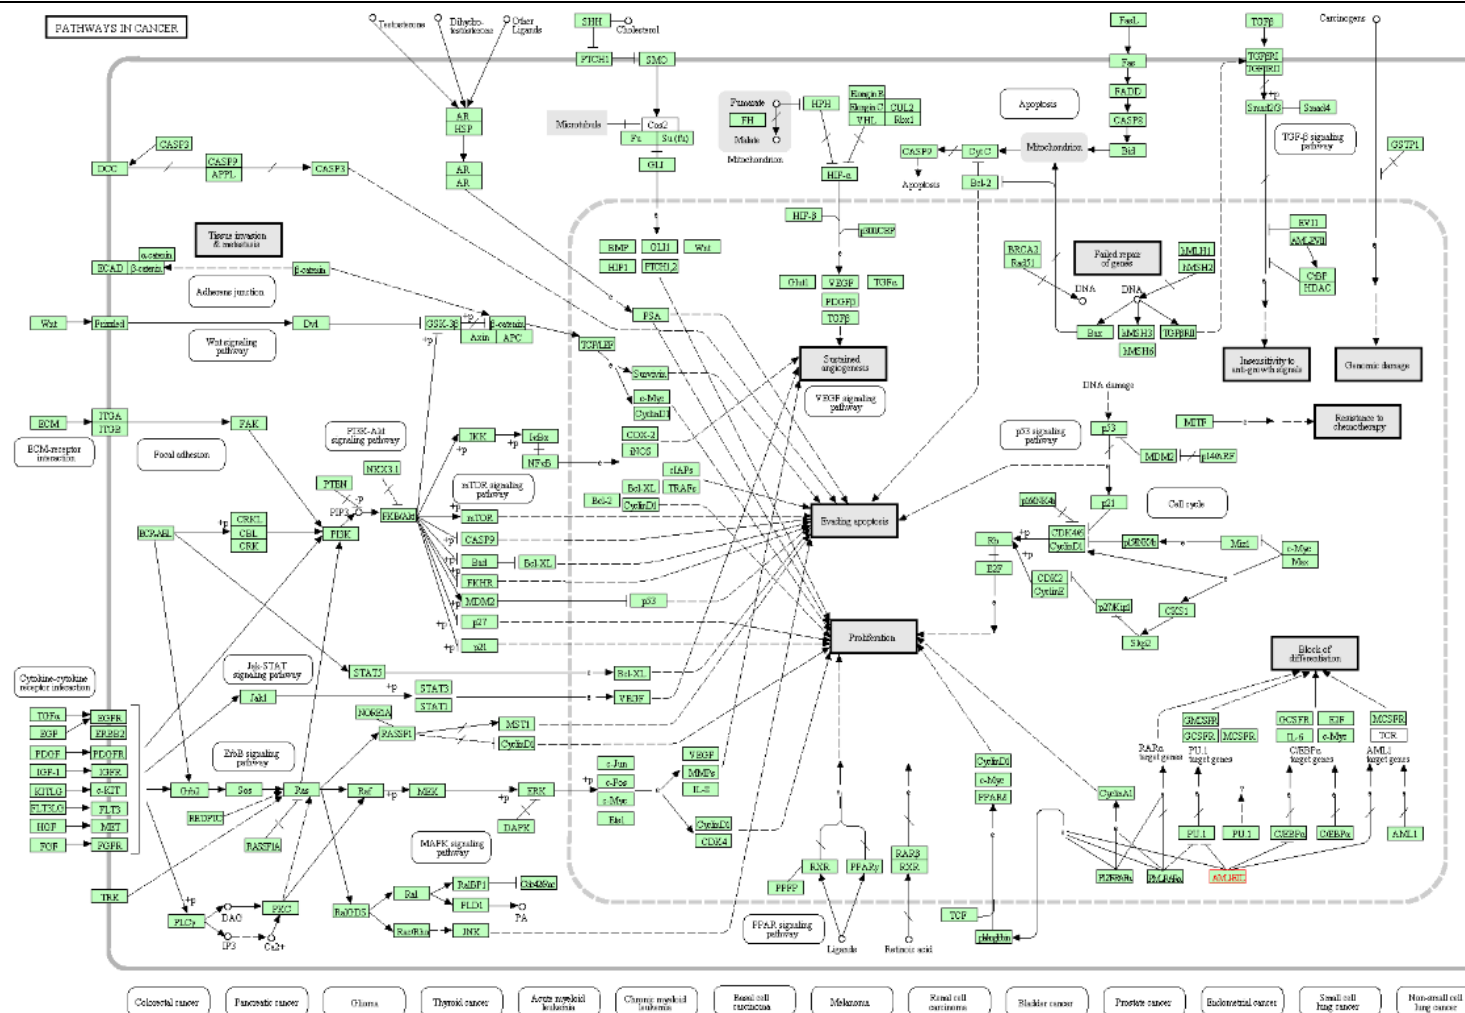 PATHWAYS IN CANCER
Testosterone
Dihydro-
testosterone
Other
Ligands
SHH
Cholesterol
PTCH1
SMO
FasL
Fas
FADD
CASP8
Bid
TGFβ
TGFβRI
TGFβRII
+p
Smad2/3
Smad4
TGF-β signaling
pathway
Carcinogens
GSTP1
AR
HSP
AR
AR
Microtubule
Cos2
Fu
Su(fu)
GLI
Fumarate
FH
Malate
Mitochondrion
HPH
Elongin B
Elongin C
CUL2
VHL
Rbx1
HIF-α
Apoptosis
CASP9
CytC
Mitochondrion
Apoptosis
Bcl-2
DCC
CASP3
CASP9
APPL
CASP3
Tissue invasion
& metastasis
α-catenin
ECAD
β-catenin
β-catenin
Adherens junction
HIF-β
p300/CBP
BMP
GLI1
Wnt
HIP1
PTCH1,2
Glut1
VEGF
TGFα
PDGFβ
TGFβ
BRCA2
Rad51
DNA
Failed repair
of genes
DNA
hMLH1
hMSH2
Bax
hMSH3
TGFβRII
hMSH6
EVI1
AML1-EVI1
CtBP
HDAC
Wnt
Frizzled
Dvl
Wnt signaling
pathway
GSK-3β
+p
β-catenin
Axin
APC
+p
TCP/LEF
PSA
Survivin
c-Myc
CyclinD1
COX-2
iNOS
Sustained
angiogenesis
VEGF signaling
pathway
Insensitivity to
anti-growth signals
Genomic damage
Resistance to
chemotherapy
MITF
DNA damage
p53
p53 signaling
pathway
MDM2
p14ARF
p21
Cell cycle
ECM
ITGA
ITGB
FAK
ECM-receptor
interaction
Focal adhesion
PI3K-Akt
signaling pathway
NKX3.1
PTEN
PIP3
-p
PKB/Akt
PI3K
BCR-ABL
+p
CRKL
CBL
CRK
IKK
+p
IκBα
NFκB
mTOR signaling
pathway
mTOR
CASP9
Bad
Bcl-XL
FKHR
MDM2
p53
p27
p21
cIAPs
Bcl-XL
TRAFs
Bcl-2
CyclinD1
Evading apoptosis
Proliferation
p16INK4a
CDK4/6
CyclinD1
p15INK4b
Miz1
c-Myc
Max
Rb
+p
E2F
CDK2
CyclinE
p27/Kip1
CKS1
Skp2
Block of
differentiation
Cytokine-cytokine
receptor interaction
Jak-STAT
signaling pathway
Jak1
STAT5
+p
STAT3
STAT1
Bcl-XL
VEGF
NORE1A
RASSF1
MST1
CyclinD1
TGFα
EGFR
EGF
ERBB2
PDGF
PDGFR
IGF-1
IGFR
KITLG
c-KIT
FLT3LG
FLT3
HGF
MET
FGF
FGFR
TRK
ErbB signaling
pathway
Grb2
Sos
Ras
Raf
+p
MEK
+p
ERK
+p
RASSF1A
DAPK
MAPK signaling
pathway
c-Jun
c-Fos
c-Myc
Ets1
VEGF
MMPs
IL-8
CyclinD1
CDK4
PLCγ
+p
DAG
IP3
Ca2+
PKC
RalGDS
Ral
RalBP1
Cdc42/Rac
PLD1
PA
Rac/Rho
JNK
RXR
PPARγ
PPFP
RARβ
RXR
PPAR signaling
pathway
Ligands
Retinoic acid
CyclinD1
c-Myc
PPARδ
TCF
CyclinA1
GMCSFR
GCSFR
MCSFR
GCSFR
E2F
IL-6
c-Myc
MCSFR
TCR
RARα
target genes
PU.1
target genes
C/EBPα
target genes
AML1
target genes
PU.1
PU.1
C/EBPα
C/EBPα
AML1
PLZF-RARα
PML-RARα
AML1-ETO
Colorectal cancer
Pancreatic cancer
Glioma
Thyroid cancer
Acute myeloid
leukemia
Chronic myeloid
leukemia
Basal cell
carcinoma
Melanoma
Renal cell
carcinoma
Bladder cancer
Prostate cancer
Endometrial cancer
Small cell
lung cancer
Non-small cell
lung cancer